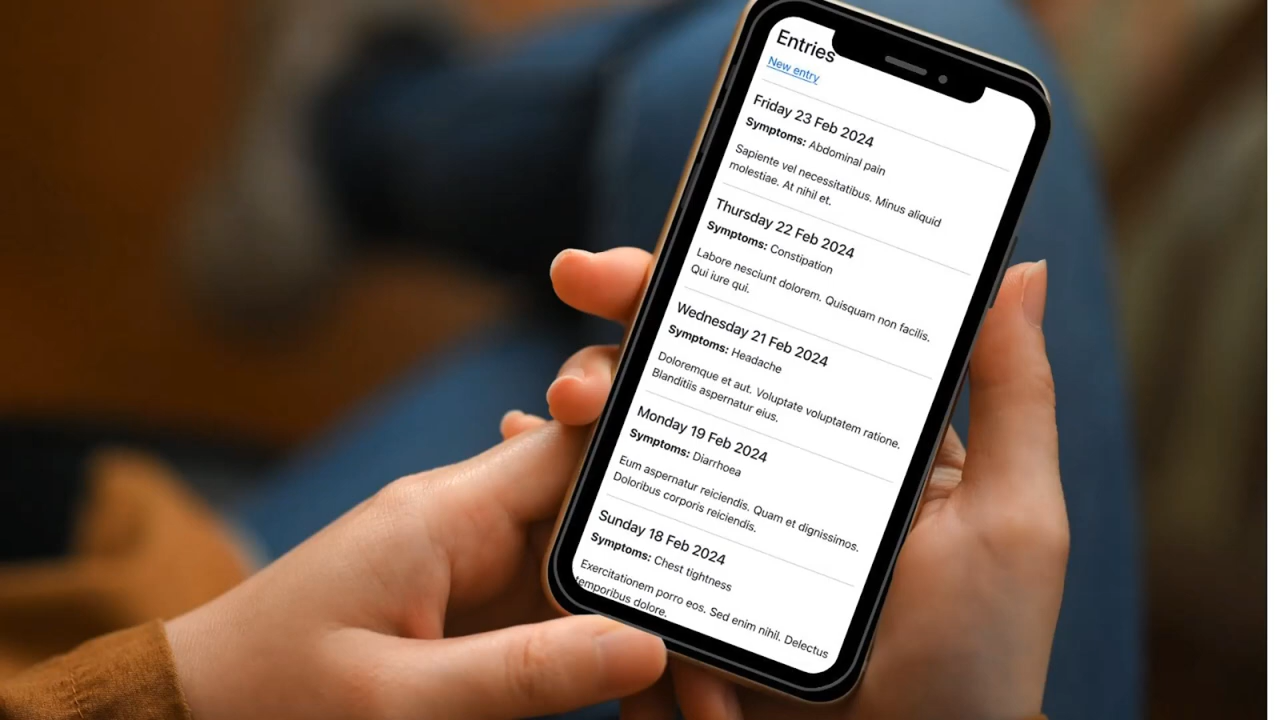 Entries
New entry
Friday 23 Feb 2024
Symptoms: Abdominal pain
Sapiente vel necessitatibus. Minus aliquid
molestiae. At nihil et.
Thursday 22 Feb 2024
Symptoms: Constipation
Labore nesciunt dolorem. Quisquam non facilis.
Qui iure qui.
Wednesday 21 Feb 2024
Symptoms: Headache
Doloremque et aut. Voluptate voluptatem ratione.
Blanditiis aspernatur eius.
Monday 19 Feb 2024
Symptoms: Diarrhoea
Eum aspernatur reiciendis. Quam et dignissimos.
Doloribus corporis reiciendis.
Sunday 18 Feb 2024
Symptoms: Chest tightness
Exercitationem porro eos. Sed enim nihil. Delectus
temporibus dolore.